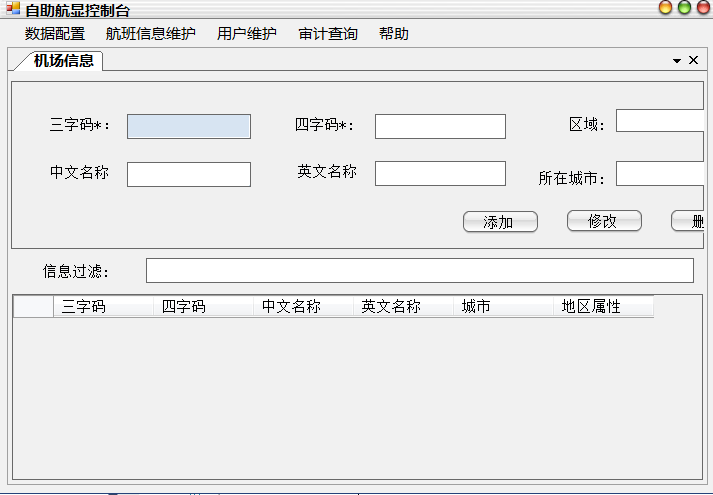 自助航显控制台
数据配置 航班信息维护 用户维护 审计查询 帮助
机场信息
三字码*： 四字码*： 区域：
中文名称 英文名称 所在城市：
添加 修改 删
信息过滤：
三字码 四字码 中文名称 英文名称 城市 地区属性